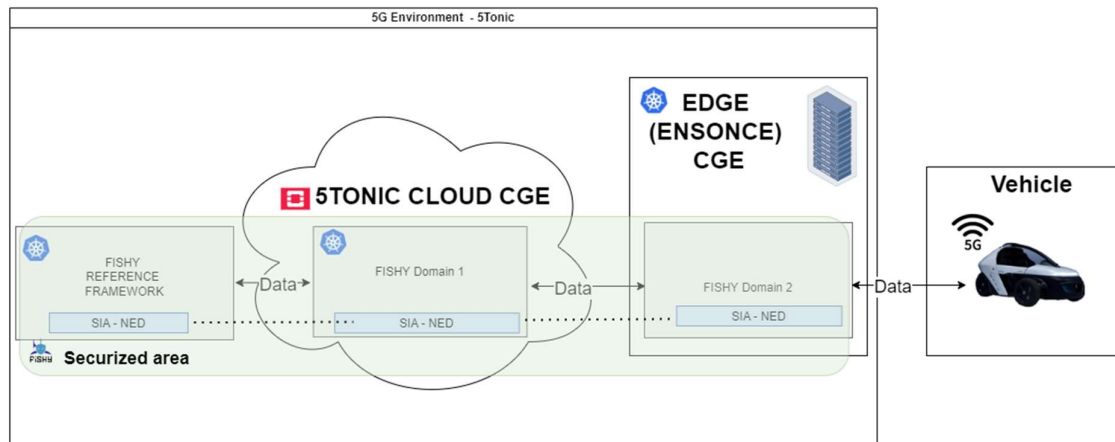 5G Environment - 5Tonic
EDGE
(ENSONCE)
CGE
Vehicle
5TONIC CLOUD CGE
5G
FISHY
REFERENCE
FRAMEWORK
Data
FISHY Domain 1
Data
FISHY Domain 2
Data
SIA - NED
SIA - NED
SIA - NED
FISHY
Securized area